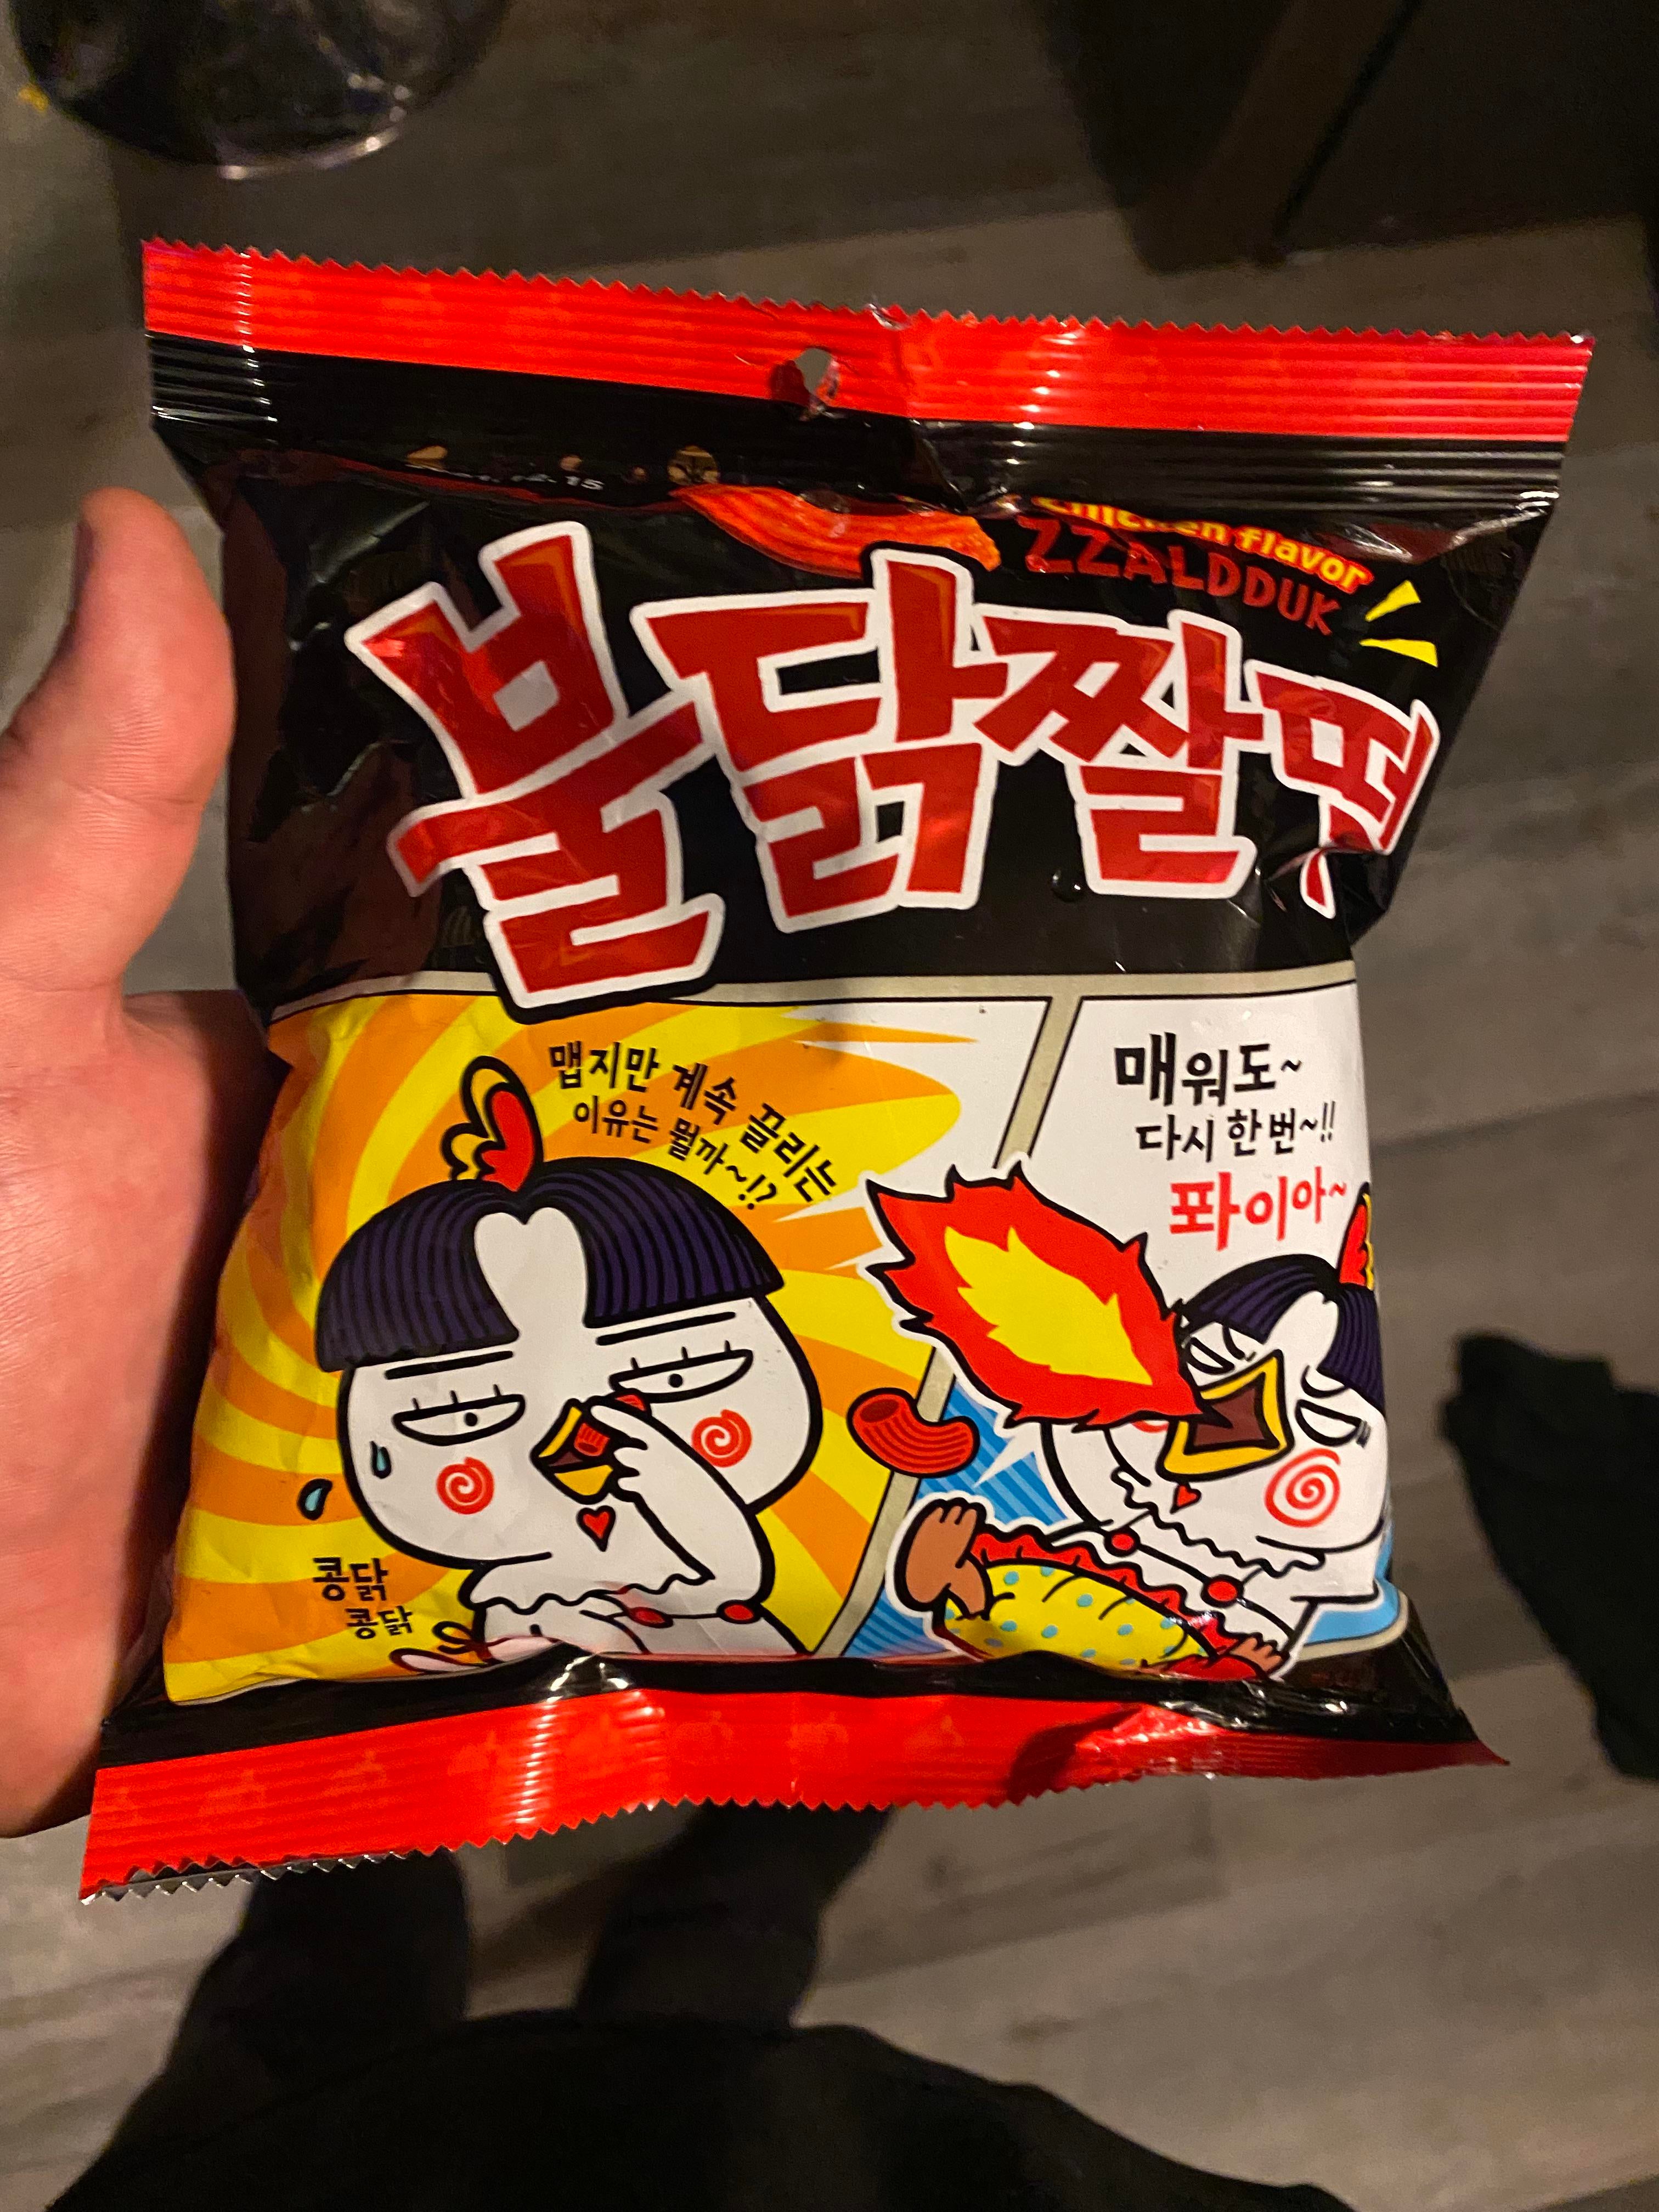 Chicken flavor
ZZALDDUK
불닭짤떡
맵지만 계속 끌리는
이유는 뭘까~!?
매워도~
다시 한 번~!!
퐈이아~
콩닭
콩닭